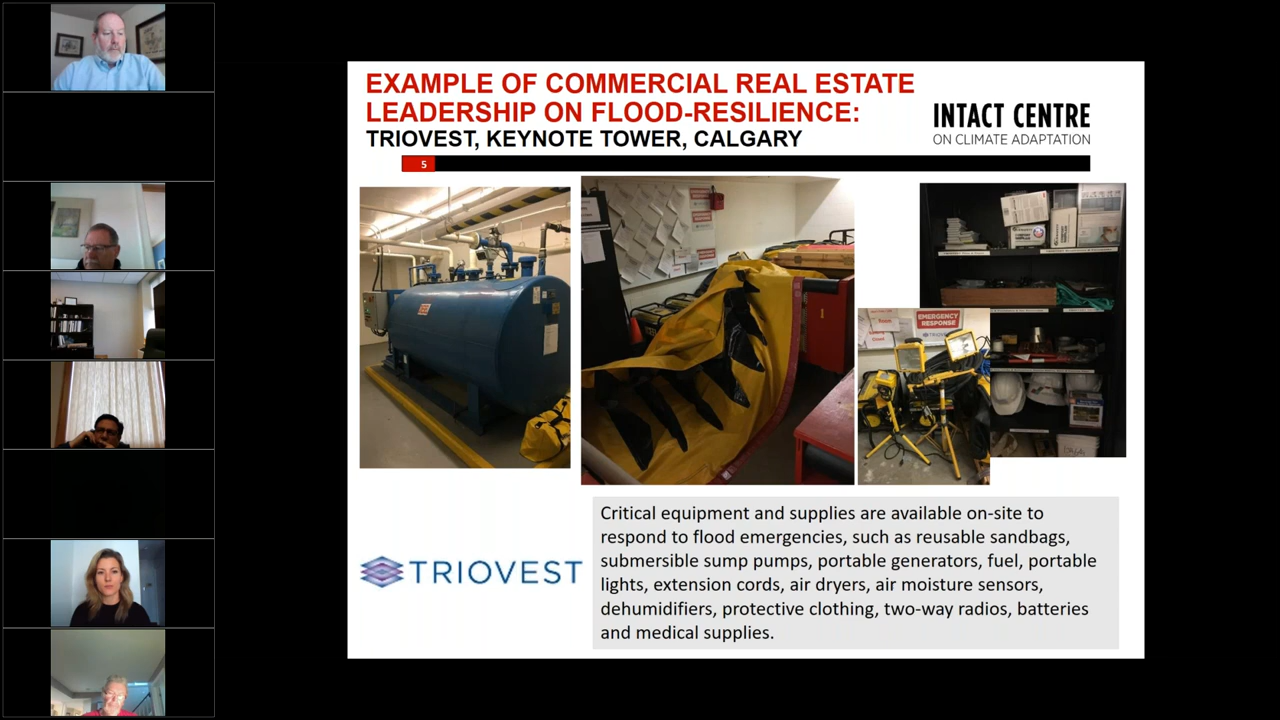 EXAMPLE OF COMMERCIAL REAL ESTATE
LEADERSHIP ON FLOOD-RESILIENCE:
TRIOVEST, KEYNOTE TOWER, CALGARY
INTACT CENTRE
ON CLIMATE ADAPTATION
5
EMERGENCY
RESPONSE
TRIOVEST
Critical equipment and supplies are available on-site to
respond to flood emergencies, such as reusable sandbags,
submersible sump pumps, portable generators, fuel, portable
lights, extension cords, air dryers, air moisture sensors,
dehumidifiers, protective clothing, two-way radios, batteries
and medical supplies.